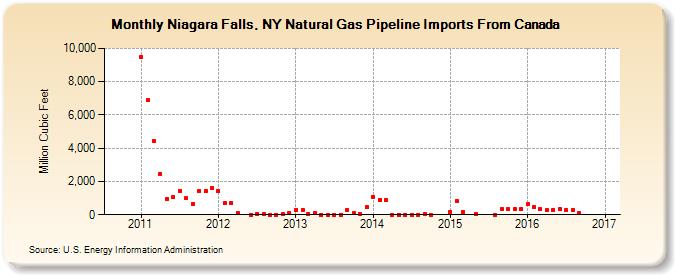 Monthly Niagara Falls, NY Natural Gas Pipeline Imports From Canada
Million Cubic Feet
10,000
8,000
6,000
4,000
2,000
0
2011 2012 2013 2014 2015 2016 2017
Source: U.S. Energy Information Administration